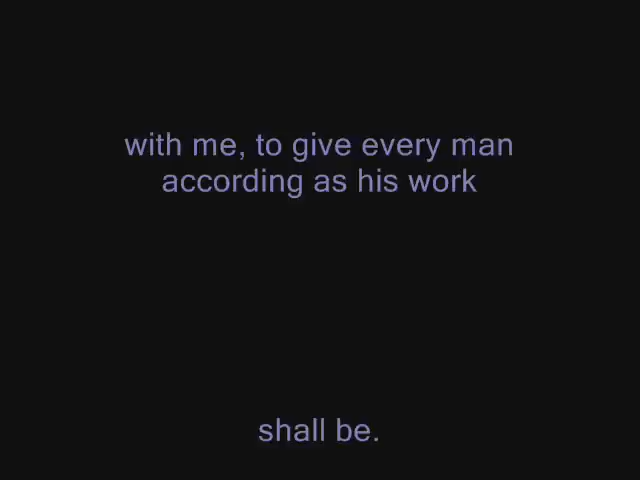 with me, to give every man
according as his work
shall be.